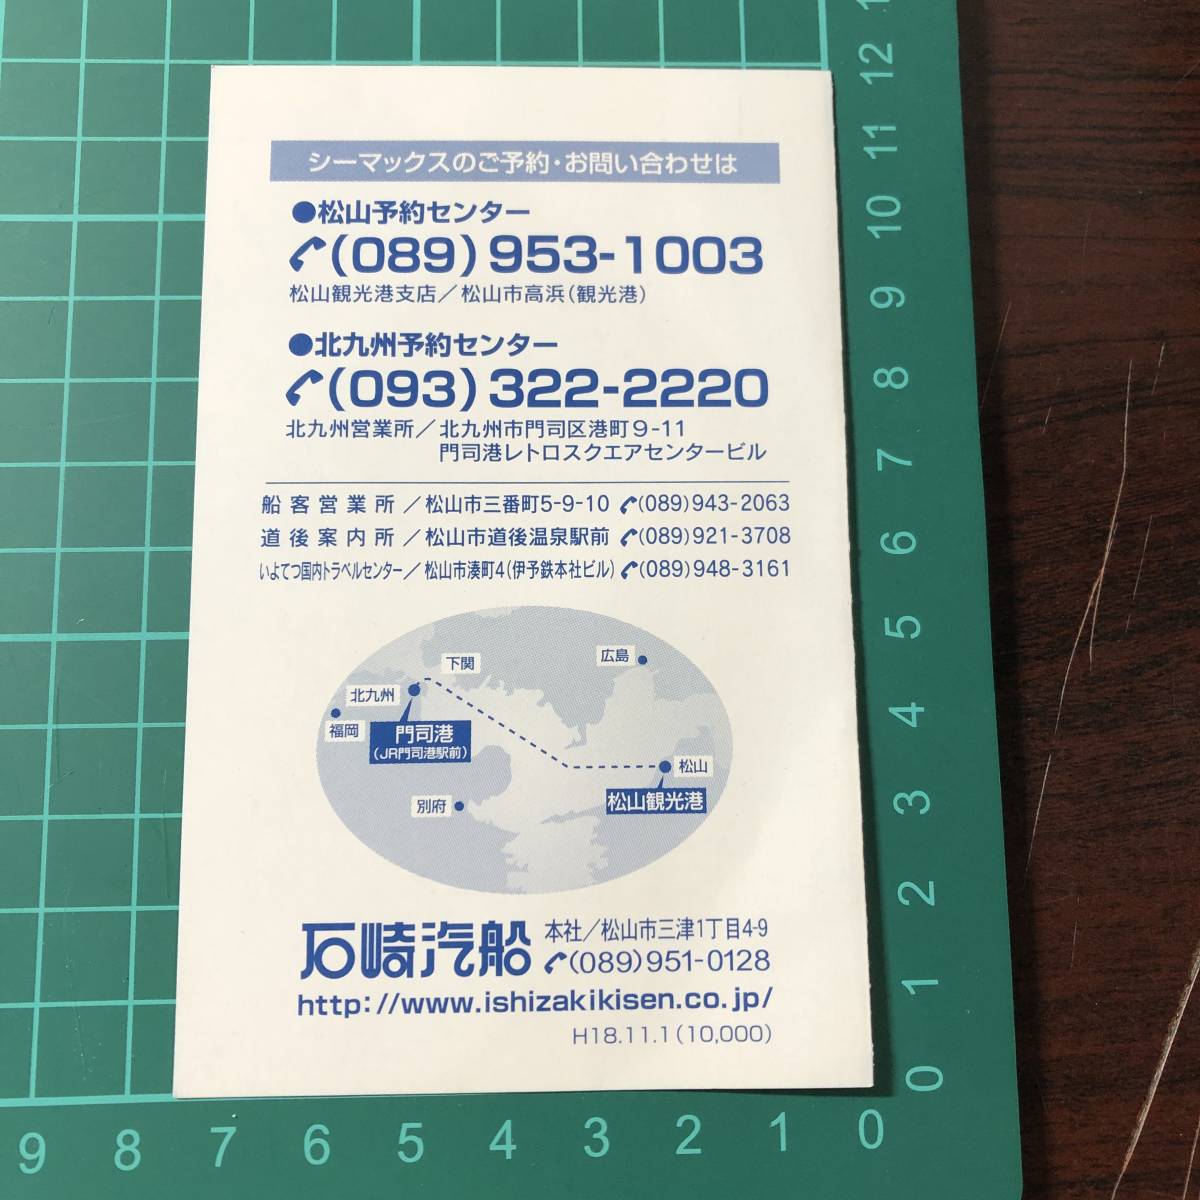 シーマックスのご予約・お問い合わせは
●松山予約センター
(089)953-1003
松山観光港支店／松山市高浜(観光港)
●北九州予約センター
(093)322-2220
北九州営業所／北九州市門司区港町9-11
門司港レトロスクエアセンタービル
船客営業所／松山市三番町5-9-10 (089)943-2063
道後案内所／松山市道後温泉駅前 (089)921-3708
いよてつ国内トラベルセンター／松山市湊町4(伊予鉄本社ビル) (089)948-3161
下関
広島
北九州
福岡
門司港
(JR門司港駅前)
松山
松山観光港
別府
石崎汽船 本社／松山市三津1丁目4-9
(089)951-0128
http://www.ishizakikisen.co.jp/
H18.11.1(10,000)
12
11
10
9
8
7
6
5
4
3
2
1
0
9 8 7 6 5 4 3 2 1 0